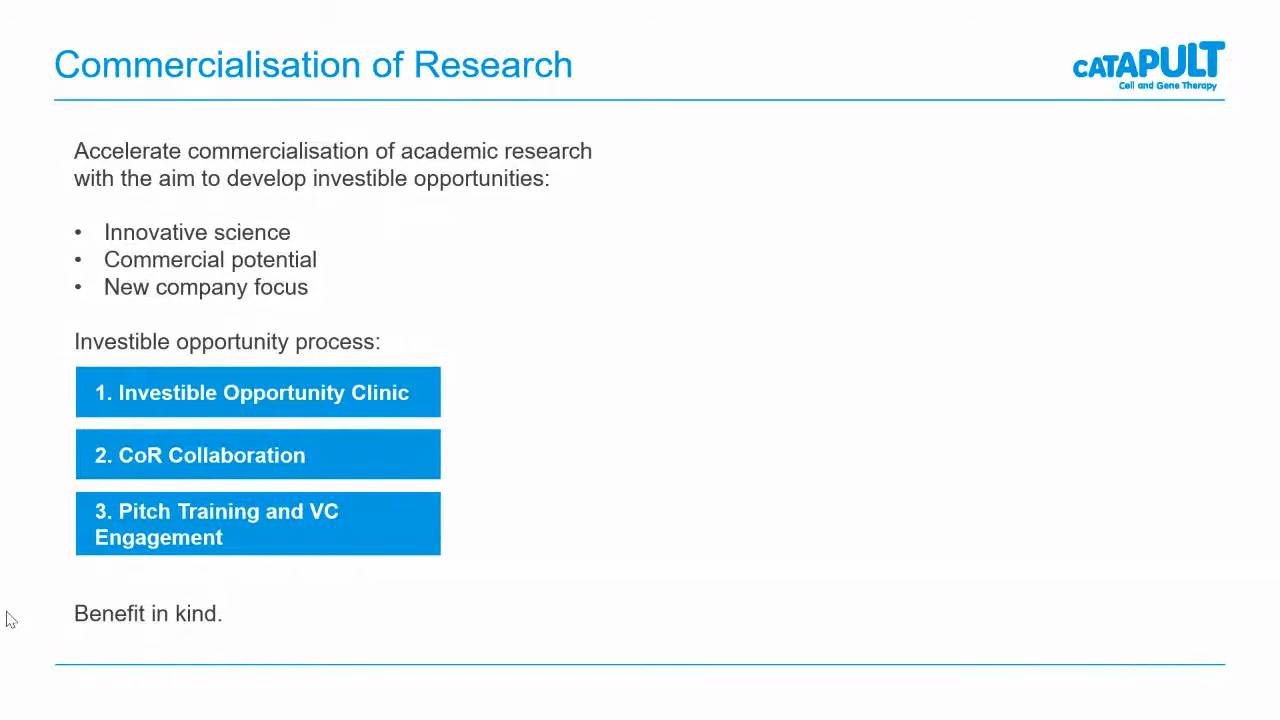 Commercialisation of Research
CATAPULT
Cell and Gene Therapy
Accelerate commercialisation of academic research
with the aim to develop investible opportunities:
• Innovative science
• Commercial potential
• New company focus
Investible opportunity process:
1. Investible Opportunity Clinic
2. CoR Collaboration
3. Pitch Training and VC
Engagement
Benefit in kind.